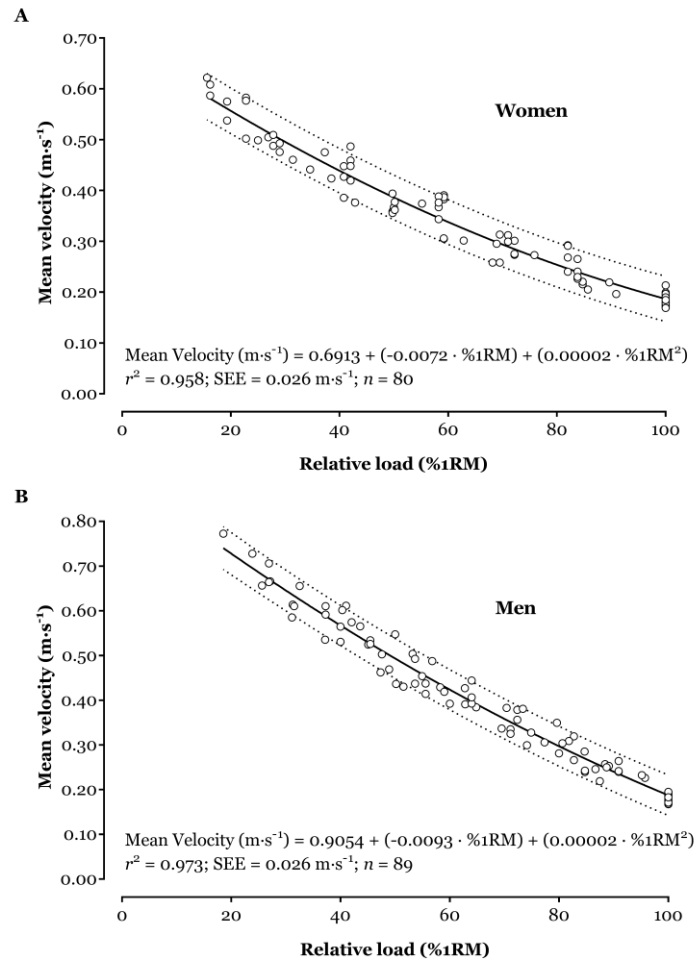 A
0.70
0.60
0.50
0.40
0.30
0.20
0.10
0.00
Mean velocity (m·s⁻¹)
Women
Mean Velocity (m·s⁻¹) = 0.6913 + (-0.0072 · %1RM) + (0.00002 · %1RM²)
r² = 0.958; SEE = 0.026 m·s⁻¹; n = 80
0 20 40 60 80 100
Relative load (%1RM)
B
0.80
0.70
0.60
0.50
0.40
0.30
0.20
0.10
0.00
Mean velocity (m·s⁻¹)
Men
Mean Velocity (m·s⁻¹) = 0.9054 + (-0.0093 · %1RM) + (0.00002 · %1RM²)
r² = 0.973; SEE = 0.026 m·s⁻¹; n = 89
0 20 40 60 80 100
Relative load (%1RM)